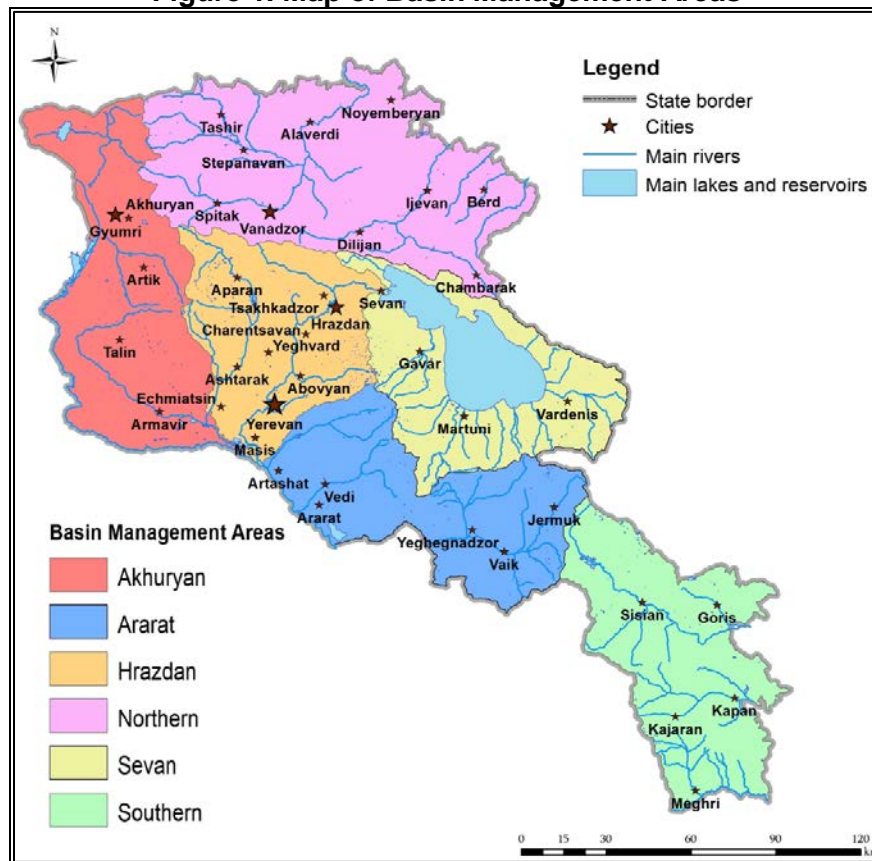 Figure 1. Map of Basin Management Areas
N
Legend
State border
Cities
Main rivers
Main lakes and reservoirs
Noyemberyan
Tashir
Alaverdi
Stepanavan
Ijevan
Berd
Akhuryan
Spitak
Gyumri
Vanadzor
Dilijan
Artik
Aparan
Chambarak
Tsakhkadzor
Sevan
Hrazdan
Charentsavan
Talin
Yeghvard
Gavar
Ashtarak
Abovyan
Echmiatsin
Vardenis
Armavir
Yerevan
Martuni
Masis
Artashat
Vedi
Ararat
Jermuk
Yeghegnadzor
Vaik
Sisian
Goris
Kapan
Kajaran
Meghri
Basin Management Areas
Akhuryan
Ararat
Hrazdan
Northern
Sevan
Southern
0 15 30 60 90 120